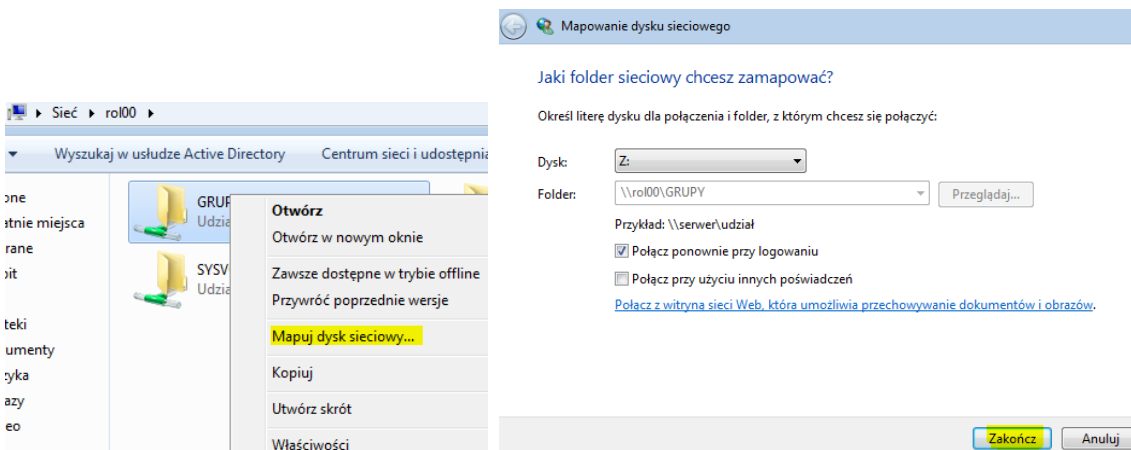 Sieć ▸ rol00 ▸
Wyszukaj w usłudze Active Directory Centrum sieci i udostępnia
one
atnie miejsca
rane
oit
teki
umenty
zyka
azy
eo
GRUP
Udzia
SYSV
Udzia
Otwórz
Otwórz w nowym oknie
Zawsze dostępne w trybie offline
Przywróć poprzednie wersje
Mapuj dysk sieciowy...
Kopiuj
Utwórz skrót
Właściwości
Mapowanie dysku sieciowego
Jaki folder sieciowy chcesz zamapować?
Określ literę dysku dla połączenia i folder, z którym chcesz się połączyć:
Dysk: Z:
Folder: \\rol00\GRUPY Przeglądaj...
Przykład: \\serwer\udział
Połącz ponownie przy logowaniu
Połącz przy użyciu innych poświadczeń
Połącz z witryną sieci Web, która umożliwia przechowywanie dokumentów i obrazów.
Zakończ Anuluj